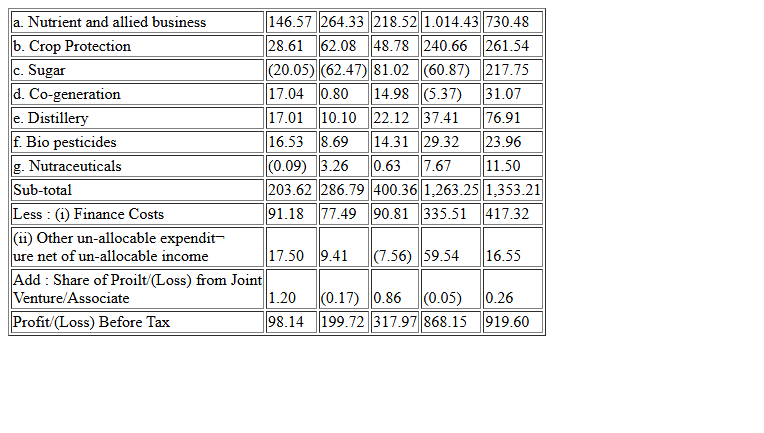 a. Nutrient and allied business 146.57 264.33 218.52 1.014.43 730.48
b. Crop Protection 28.61 62.08 48.78 240.66 261.54
c. Sugar (20.05) (62.47) 81.02 (60.87) 217.75
d. Co-generation 17.04 0.80 14.98 (5.37) 31.07
e. Distillery 17.01 10.10 22.12 37.41 76.91
f. Bio pesticides 16.53 8.69 14.31 29.32 23.96
g. Nutraceuticals (0.09) 3.26 0.63 7.67 11.50
Sub-total 203.62 286.79 400.36 1,263.25 1,353.21
Less : (i) Finance Costs 91.18 77.49 90.81 335.51 417.32
(ii) Other un-allocable expendit¬
ure net of un-allocable income 17.50 9.41 (7.56) 59.54 16.55
Add : Share of Proilt/(Loss) from Joint
Venture/Associate 1.20 (0.17) 0.86 (0.05) 0.26
Profit/(Loss) Before Tax 98.14 199.72 317.97 868.15 919.60